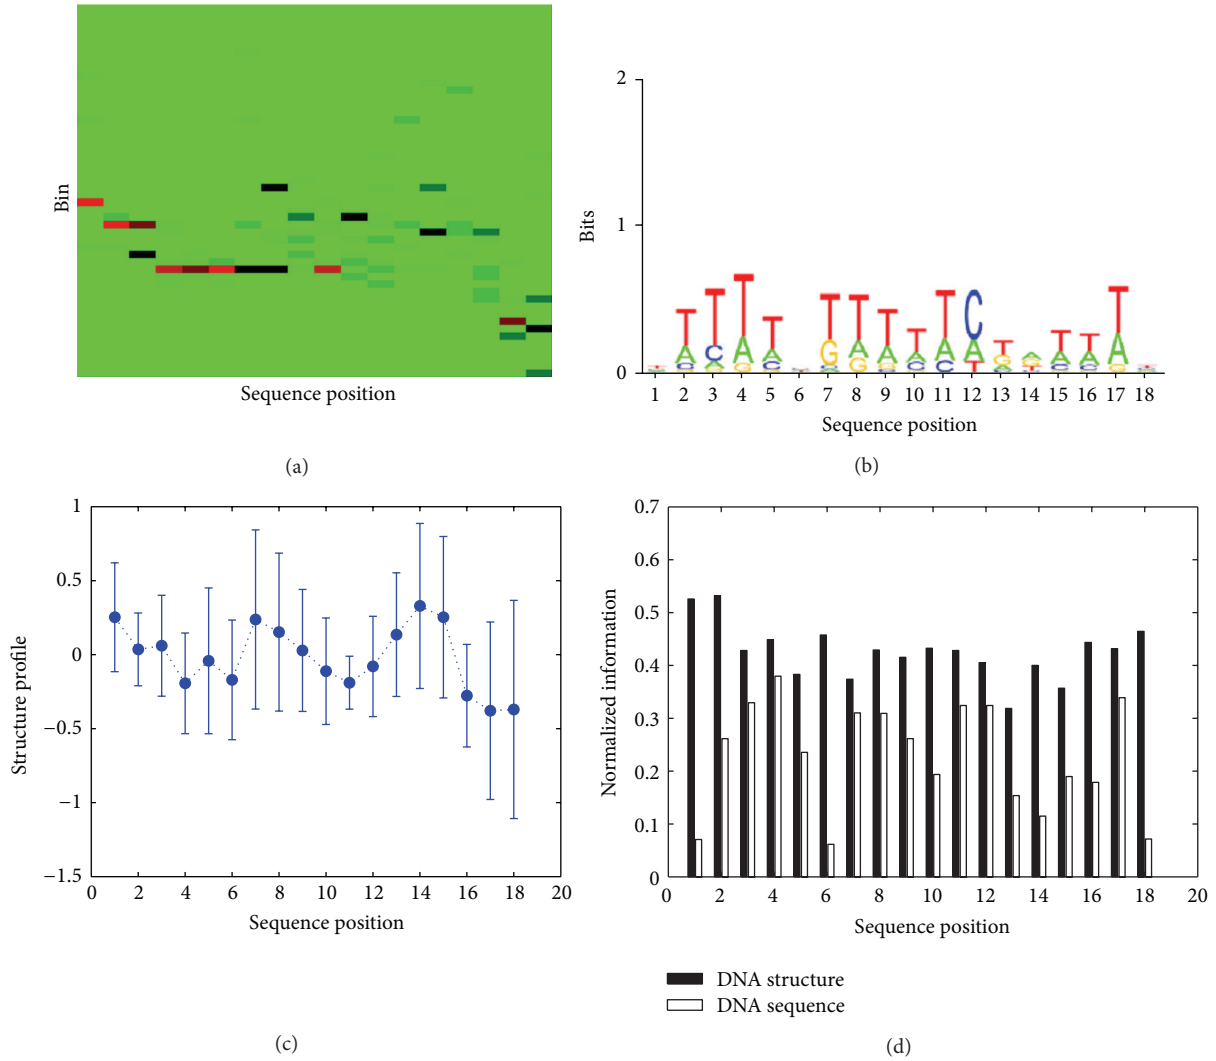 Bin
Sequence position
(a)
2
1
0
Bits
T A C
T C A
T A G
T A C
T G
T A G
T A G
T A C
T A C
C A T
T G A
A G T
T A C
T A C
T A G
1 2 3 4 5 6 7 8 9 10 11 12 13 14 15 16 17 18
Sequence position
(b)
1
0.5
0
−0.5
−1
−1.5
Structure profile
0 2 4 6 8 10 12 14 16 18 20
Sequence position
(c)
0.7
0.6
0.5
0.4
0.3
0.2
0.1
0
Normalized information
0 2 4 6 8 10 12 14 16 18 20
Sequence position
DNA structure
DNA sequence
(d)